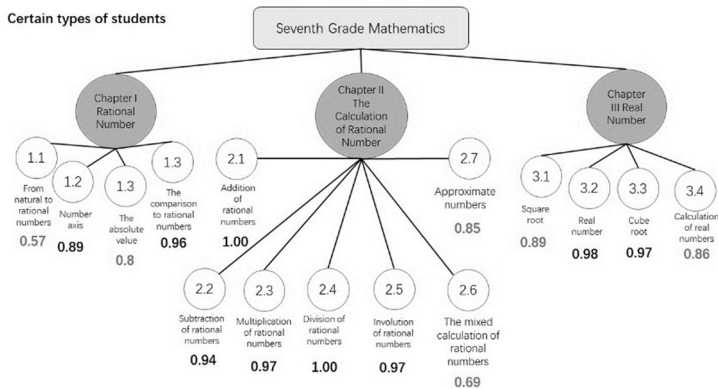 Certain types of students
Seventh Grade Mathematics
Chapter I
Rational
Number
Chapter II
The
Calculation
of Rational
Number
Chapter
III Real
Number
1.1
From
natural to
rational
numbers
0.57
1.2
Number
axis
0.89
1.3
The
absolute
value
0.8
1.3
The
comparison
to rational
numbers
0.96
2.1
Addition
of
rational
numbers
1.00
2.2
Subtraction
of rational
numbers
0.94
2.3
Multiplication
of rational
numbers
0.97
2.4
Division of
rational
numbers
1.00
2.5
Involution
of rational
numbers
0.97
2.6
The mixed
calculation of
rational
numbers
0.69
2.7
Approximate
numbers
0.85
3.1
Square
root
0.89
3.2
Real
number
0.98
3.3
Cube
root
0.97
3.4
Calculation
of real
numbers
0.86